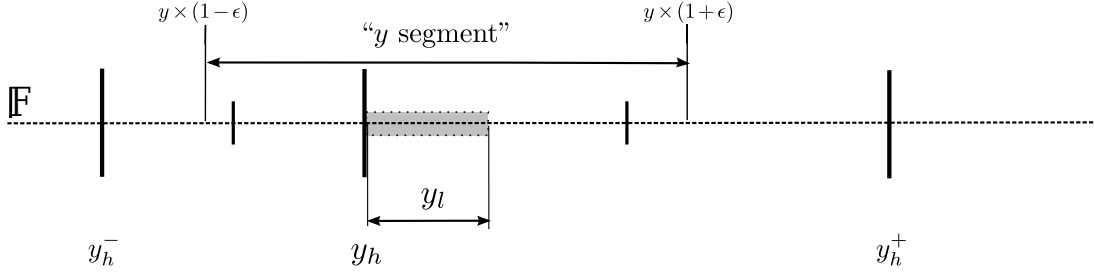 y × (1 − ϵ)
y × (1 + ϵ)
“y segment”
𝔽
y_l
y_h^−
y_h
y_h^+